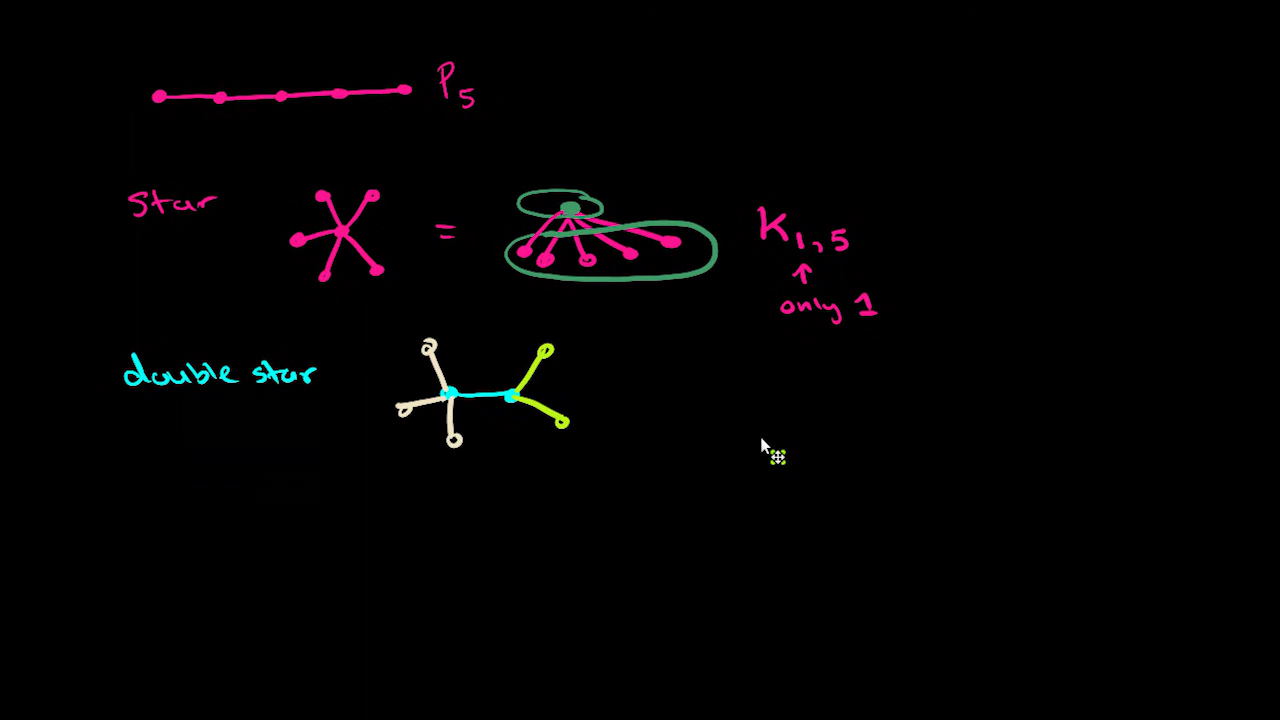 P₅
star
=
K₁,₅
↑
only 1
double star